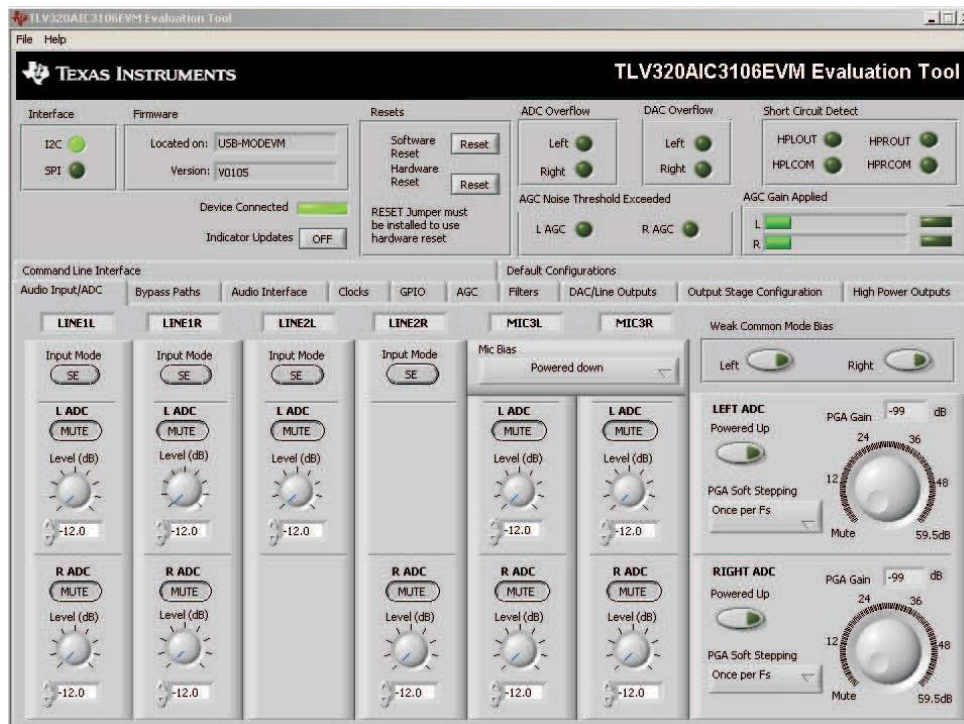 TLV320AIC3106EVM Evaluation Tool
File Help
TEXAS INSTRUMENTS
TLV320AIC3106EVM Evaluation Tool
Interface
I2C
SPI
Firmware
Located on: USB-MODEVM
Version: V0105
Device Connected
Indicator Updates OFF
Resets
Software Reset Reset
Hardware Reset Reset
RESET Jumper must
be installed to use
hardware reset
ADC Overflow
Left
Right
DAC Overflow
Left
Right
Short Circuit Detect
HPLOUT HPROUT
HPLCOM HPRCOM
AGC Noise Threshold Exceeded
L AGC R AGC
AGC Gain Applied
L
R
Command Line Interface Default Configurations
Audio Input/ADC Bypass Paths Audio Interface Clocks GPIO AGC Filters DAC/Line Outputs Output Stage Configuration High Power Outputs
LINE1L LINE1R LINE2L LINE2R MIC3L MIC3R
Input Mode Input Mode Input Mode Input Mode
SE SE SE SE
Mic Bias
Powered down
L ADC L ADC L ADC L ADC L ADC
MUTE MUTE MUTE MUTE MUTE
Level (dB) Level (dB) Level (dB) Level (dB) Level (dB)
-12.0 -12.0 -12.0 -12.0 -12.0
R ADC R ADC R ADC R ADC R ADC
MUTE MUTE MUTE MUTE MUTE
Level (dB) Level (dB) Level (dB) Level (dB) Level (dB)
-12.0 -12.0 -12.0 -12.0 -12.0
Weak Common Mode Bias
Left Right
LEFT ADC
Powered Up
PGA Soft Stepping
Once per Fs
PGA Gain -99 dB
24 36
12 48
Mute 59.5dB
RIGHT ADC
Powered Up
PGA Soft Stepping
Once per Fs
PGA Gain -99 dB
24 36
12 48
Mute 59.5dB